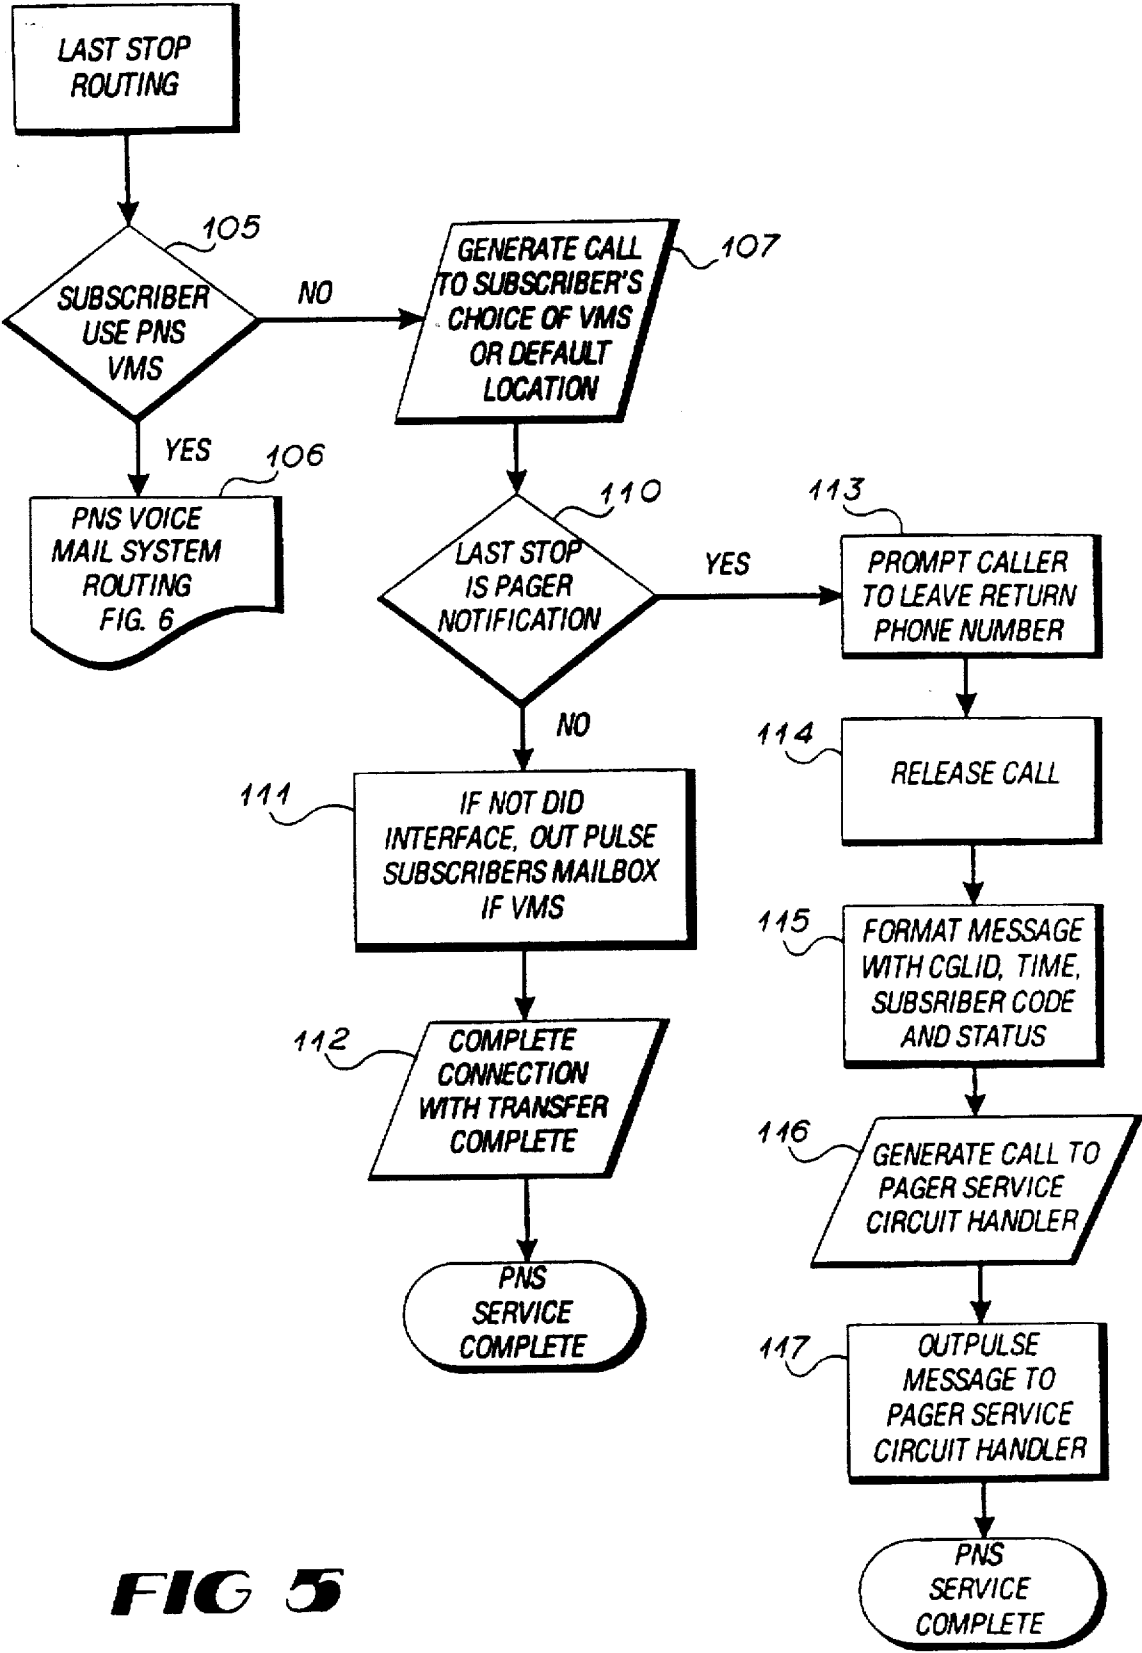 LAST STOP
ROUTING
105
SUBSCRIBER
USE PNS
VMS
NO
YES
107
GENERATE CALL
TO SUBSCRIBER'S
CHOICE OF VMS
OR DEFAULT
LOCATION
106
PNS VOICE
MAIL SYSTEM
ROUTING
FIG. 6
110
LAST STOP
IS PAGER
NOTIFICATION
YES
NO
113
PROMPT CALLER
TO LEAVE RETURN
PHONE NUMBER
114
RELEASE CALL
111
IF NOT DID
INTERFACE, OUT PULSE
SUBSCRIBERS MAILBOX
IF VMS
115
FORMAT MESSAGE
WITH CGLID, TIME,
SUBSRIBER CODE
AND STATUS
112
COMPLETE
CONNECTION
WITH TRANSFER
COMPLETE
116
GENERATE CALL TO
PAGER SERVICE
CIRCUIT HANDLER
PNS
SERVICE
COMPLETE
117
OUTPULSE
MESSAGE TO
PAGER SERVICE
CIRCUIT HANDLER
PNS
SERVICE
COMPLETE
FIG 5